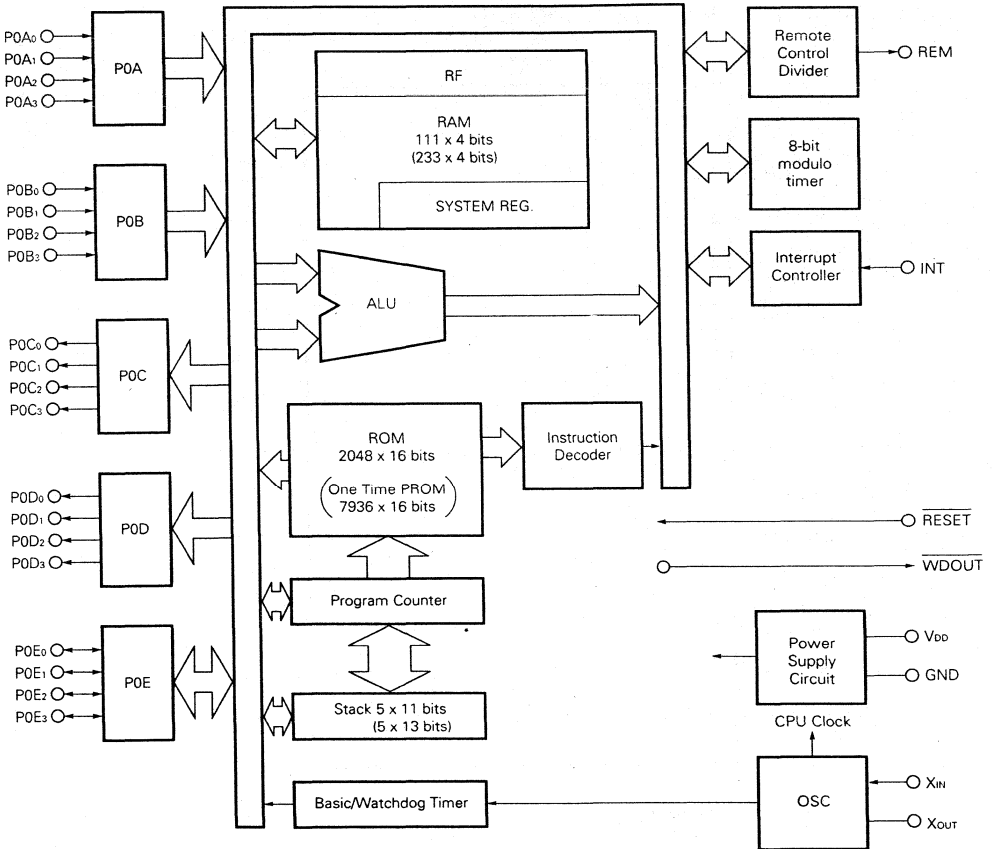 P0A₀
P0A₁
P0A₂
P0A₃
P0A
P0B₀
P0B₁
P0B₂
P0B₃
P0B
P0C₀
P0C₁
P0C₂
P0C₃
P0C
P0D₀
P0D₁
P0D₂
P0D₃
P0D
P0E₀
P0E₁
P0E₂
P0E₃
P0E
RF
RAM
111 x 4 bits
(233 x 4 bits)
SYSTEM REG.
ALU
ROM
2048 x 16 bits
(One Time PROM
7936 x 16 bits)
Instruction
Decoder
Program Counter
Stack 5 x 11 bits
(5 x 13 bits)
Basic/Watchdog Timer
Remote
Control
Divider
REM
8-bit
modulo
timer
Interrupt
Controller
INT
RESET
WDOUT
Power
Supply
Circuit
VDD
GND
CPU Clock
OSC
XIN
XOUT